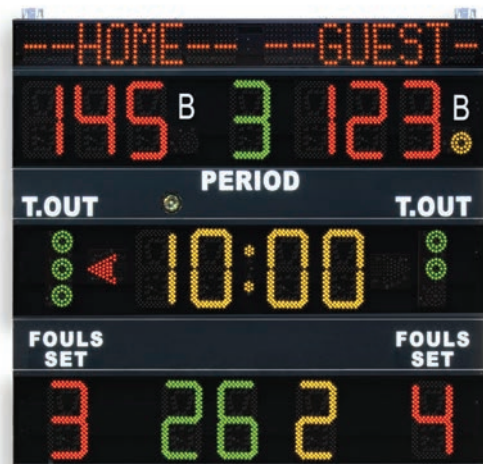 --HOME-- --GUEST-
145 B 3 123 B
PERIOD
T.OUT T.OUT
10:00
FOULS SET FOULS SET
3 26 2 4